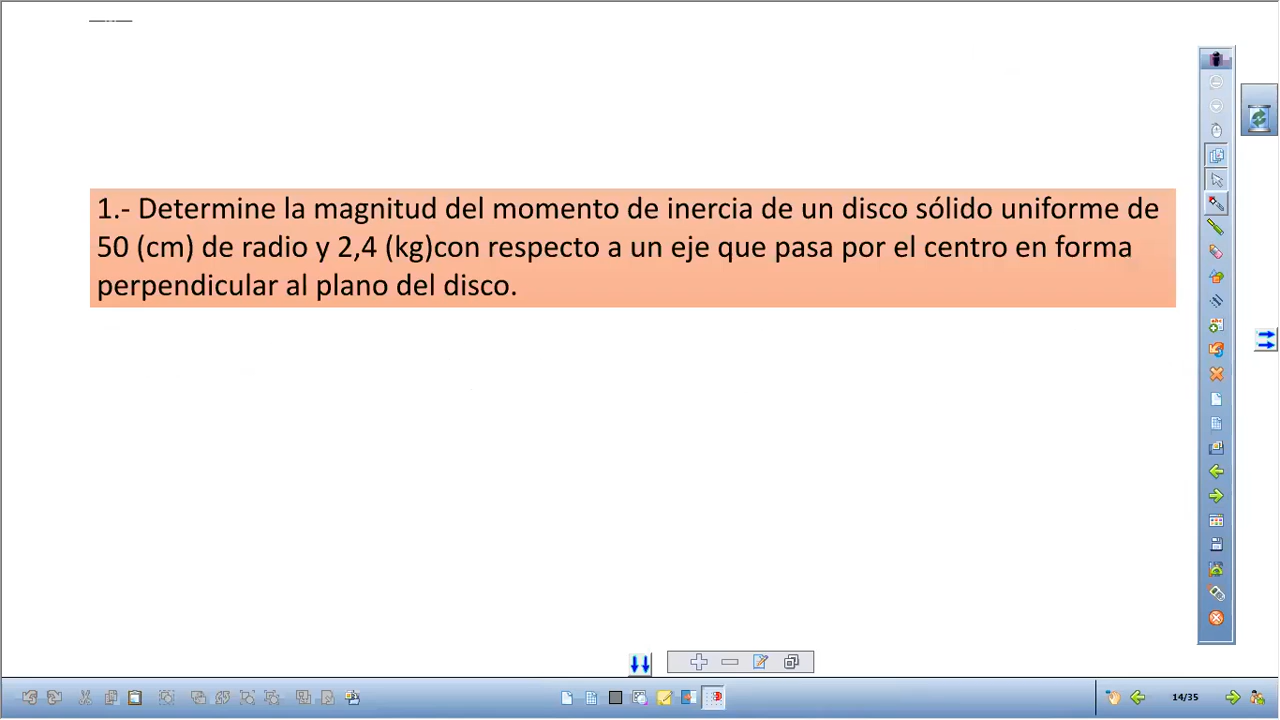 1.- Determine la magnitud del momento de inercia de un disco sólido uniforme de
50 (cm) de radio y 2,4 (kg)con respecto a un eje que pasa por el centro en forma
perpendicular al plano del disco.
14/35